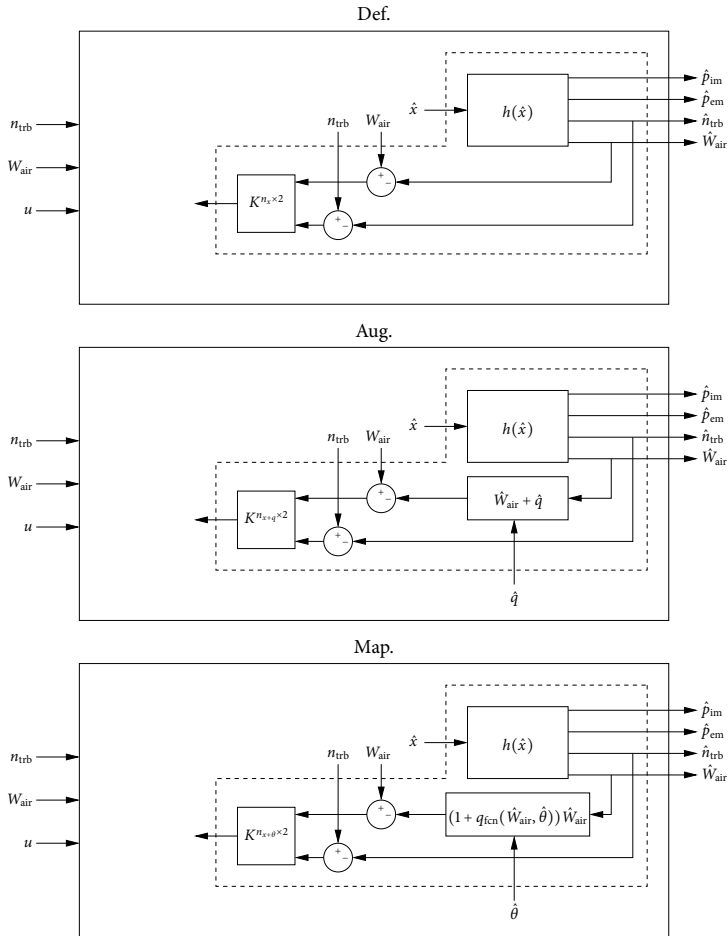 Def.
n_trb
W_air
u
n_trb
W_air
x̂
h(x̂)
p̂_im
p̂_em
n̂_trb
Ŵ_air
+
−
+
−
K^{n_x×2}
Aug.
n_trb
W_air
u
n_trb
W_air
x̂
h(x̂)
p̂_im
p̂_em
n̂_trb
Ŵ_air
+
−
Ŵ_air + q̂
+
−
K^{n_{x+q}×2}
q̂
Map.
n_trb
W_air
u
n_trb
W_air
x̂
h(x̂)
p̂_im
p̂_em
n̂_trb
Ŵ_air
+
−
(1 + q_fcn(Ŵ_air, θ̂))Ŵ_air
+
−
K^{n_{x+θ}×2}
θ̂